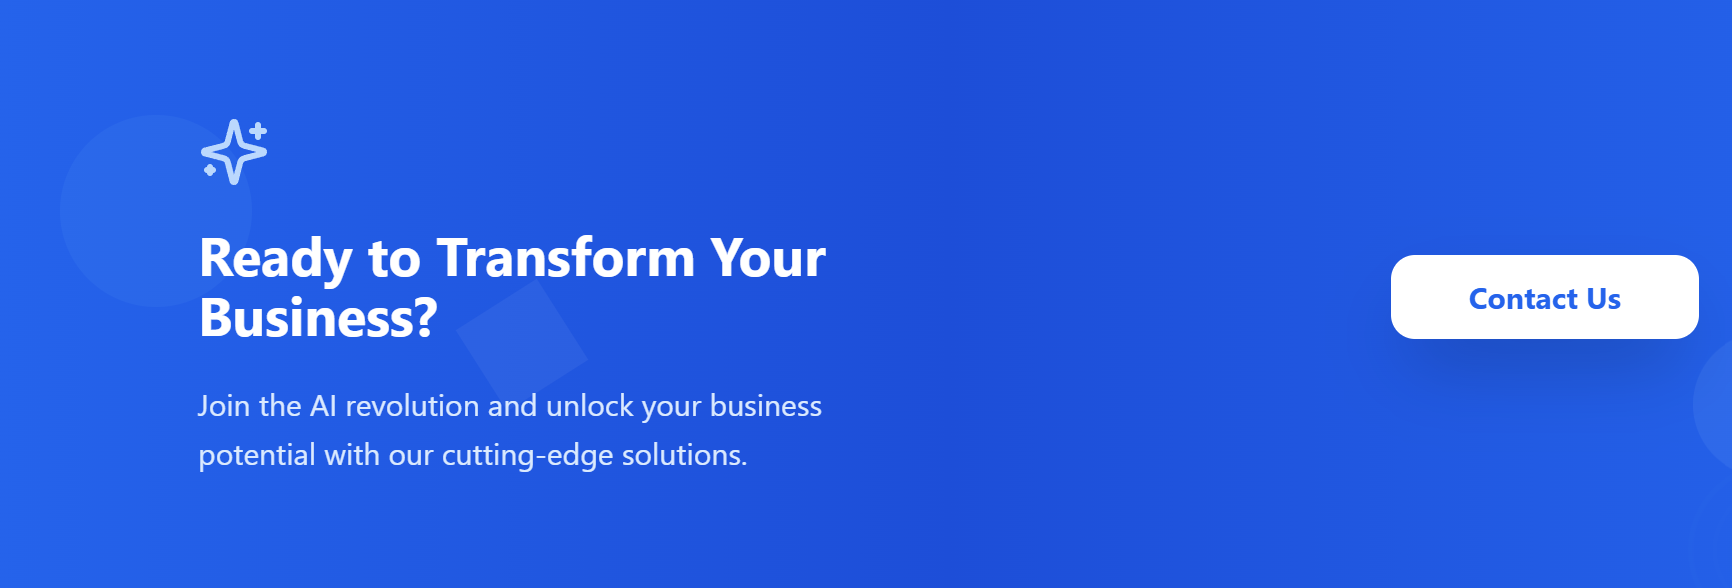 Ready to Transform Your
Business?
Join the AI revolution and unlock your business
potential with our cutting-edge solutions.
Contact Us